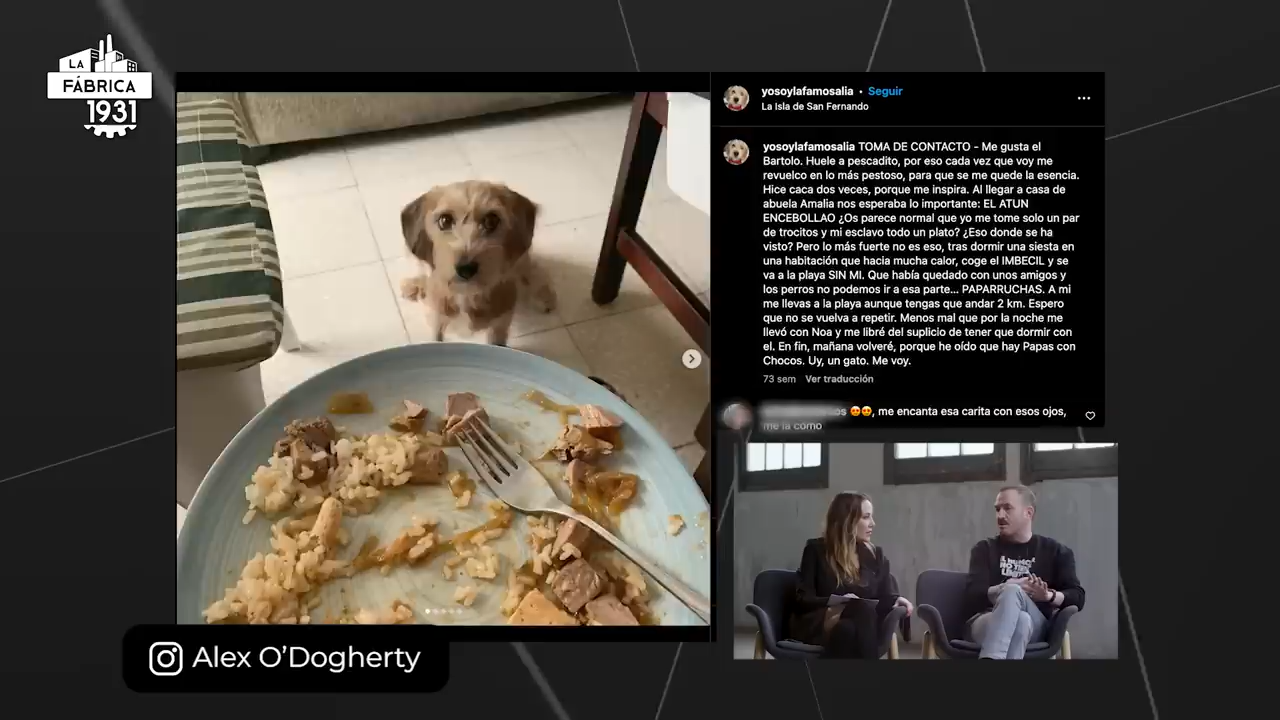 LA
FÁBRICA
1931
yosoylafamosalia • Seguir
La Isla de San Fernando
yosoylafamosalia TOMA DE CONTACTO - Me gusta el
Bartolo. Huele a pescadito, por eso cada vez que voy me
revuelco en lo más pestoso, para que se me quede la esencia.
Hice caca dos veces, porque me inspira. Al llegar a casa de
abuela Amalia nos esperaba lo importante: EL ATUN
ENCEBOLLAO ¿Os parece normal que yo me tome solo un par
de trocitos y mi esclavo todo un plato? ¿Eso donde se ha
visto? Pero lo más fuerte no es eso, tras dormir una siesta en
una habitación que hacia mucha calor, coge el IMBECIL y se
va a la playa SIN MI. Que había quedado con unos amigos y
los perros no podemos ir a esa parte... PAPARRUCHAS. A mi
me llevas a la playa aunque tengas que andar 2 km. Espero
que no se vuelva a repetir. Menos mal que por la noche me
llevó con Noa y me libré del suplicio de tener que dormir con
el. En fin, mañana volveré, porque he oído que hay Papas con
Chocos. Uy, un gato. Me voy.
73 sem Ver traducción
😍😍, me encanta esa carita con esos ojos,
me la como
Alex O'Dogherty